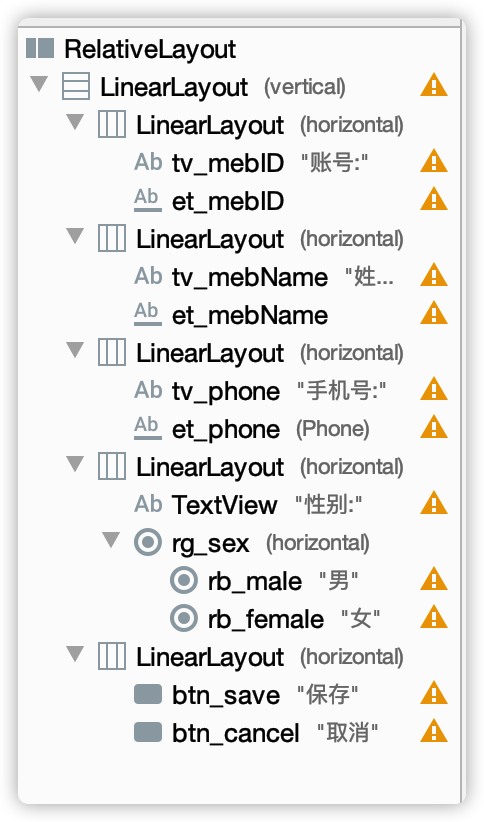 RelativeLayout
LinearLayout (vertical)
LinearLayout (horizontal)
Ab tv_mebID "账号:"
Ab et_mebID
LinearLayout (horizontal)
Ab tv_mebName "姓...
Ab et_mebName
LinearLayout (horizontal)
Ab tv_phone "手机号:"
Ab et_phone (Phone)
LinearLayout (horizontal)
Ab TextView "性别:"
rg_sex (horizontal)
rb_male "男"
rb_female "女"
LinearLayout (horizontal)
btn_save "保存"
btn_cancel "取消"